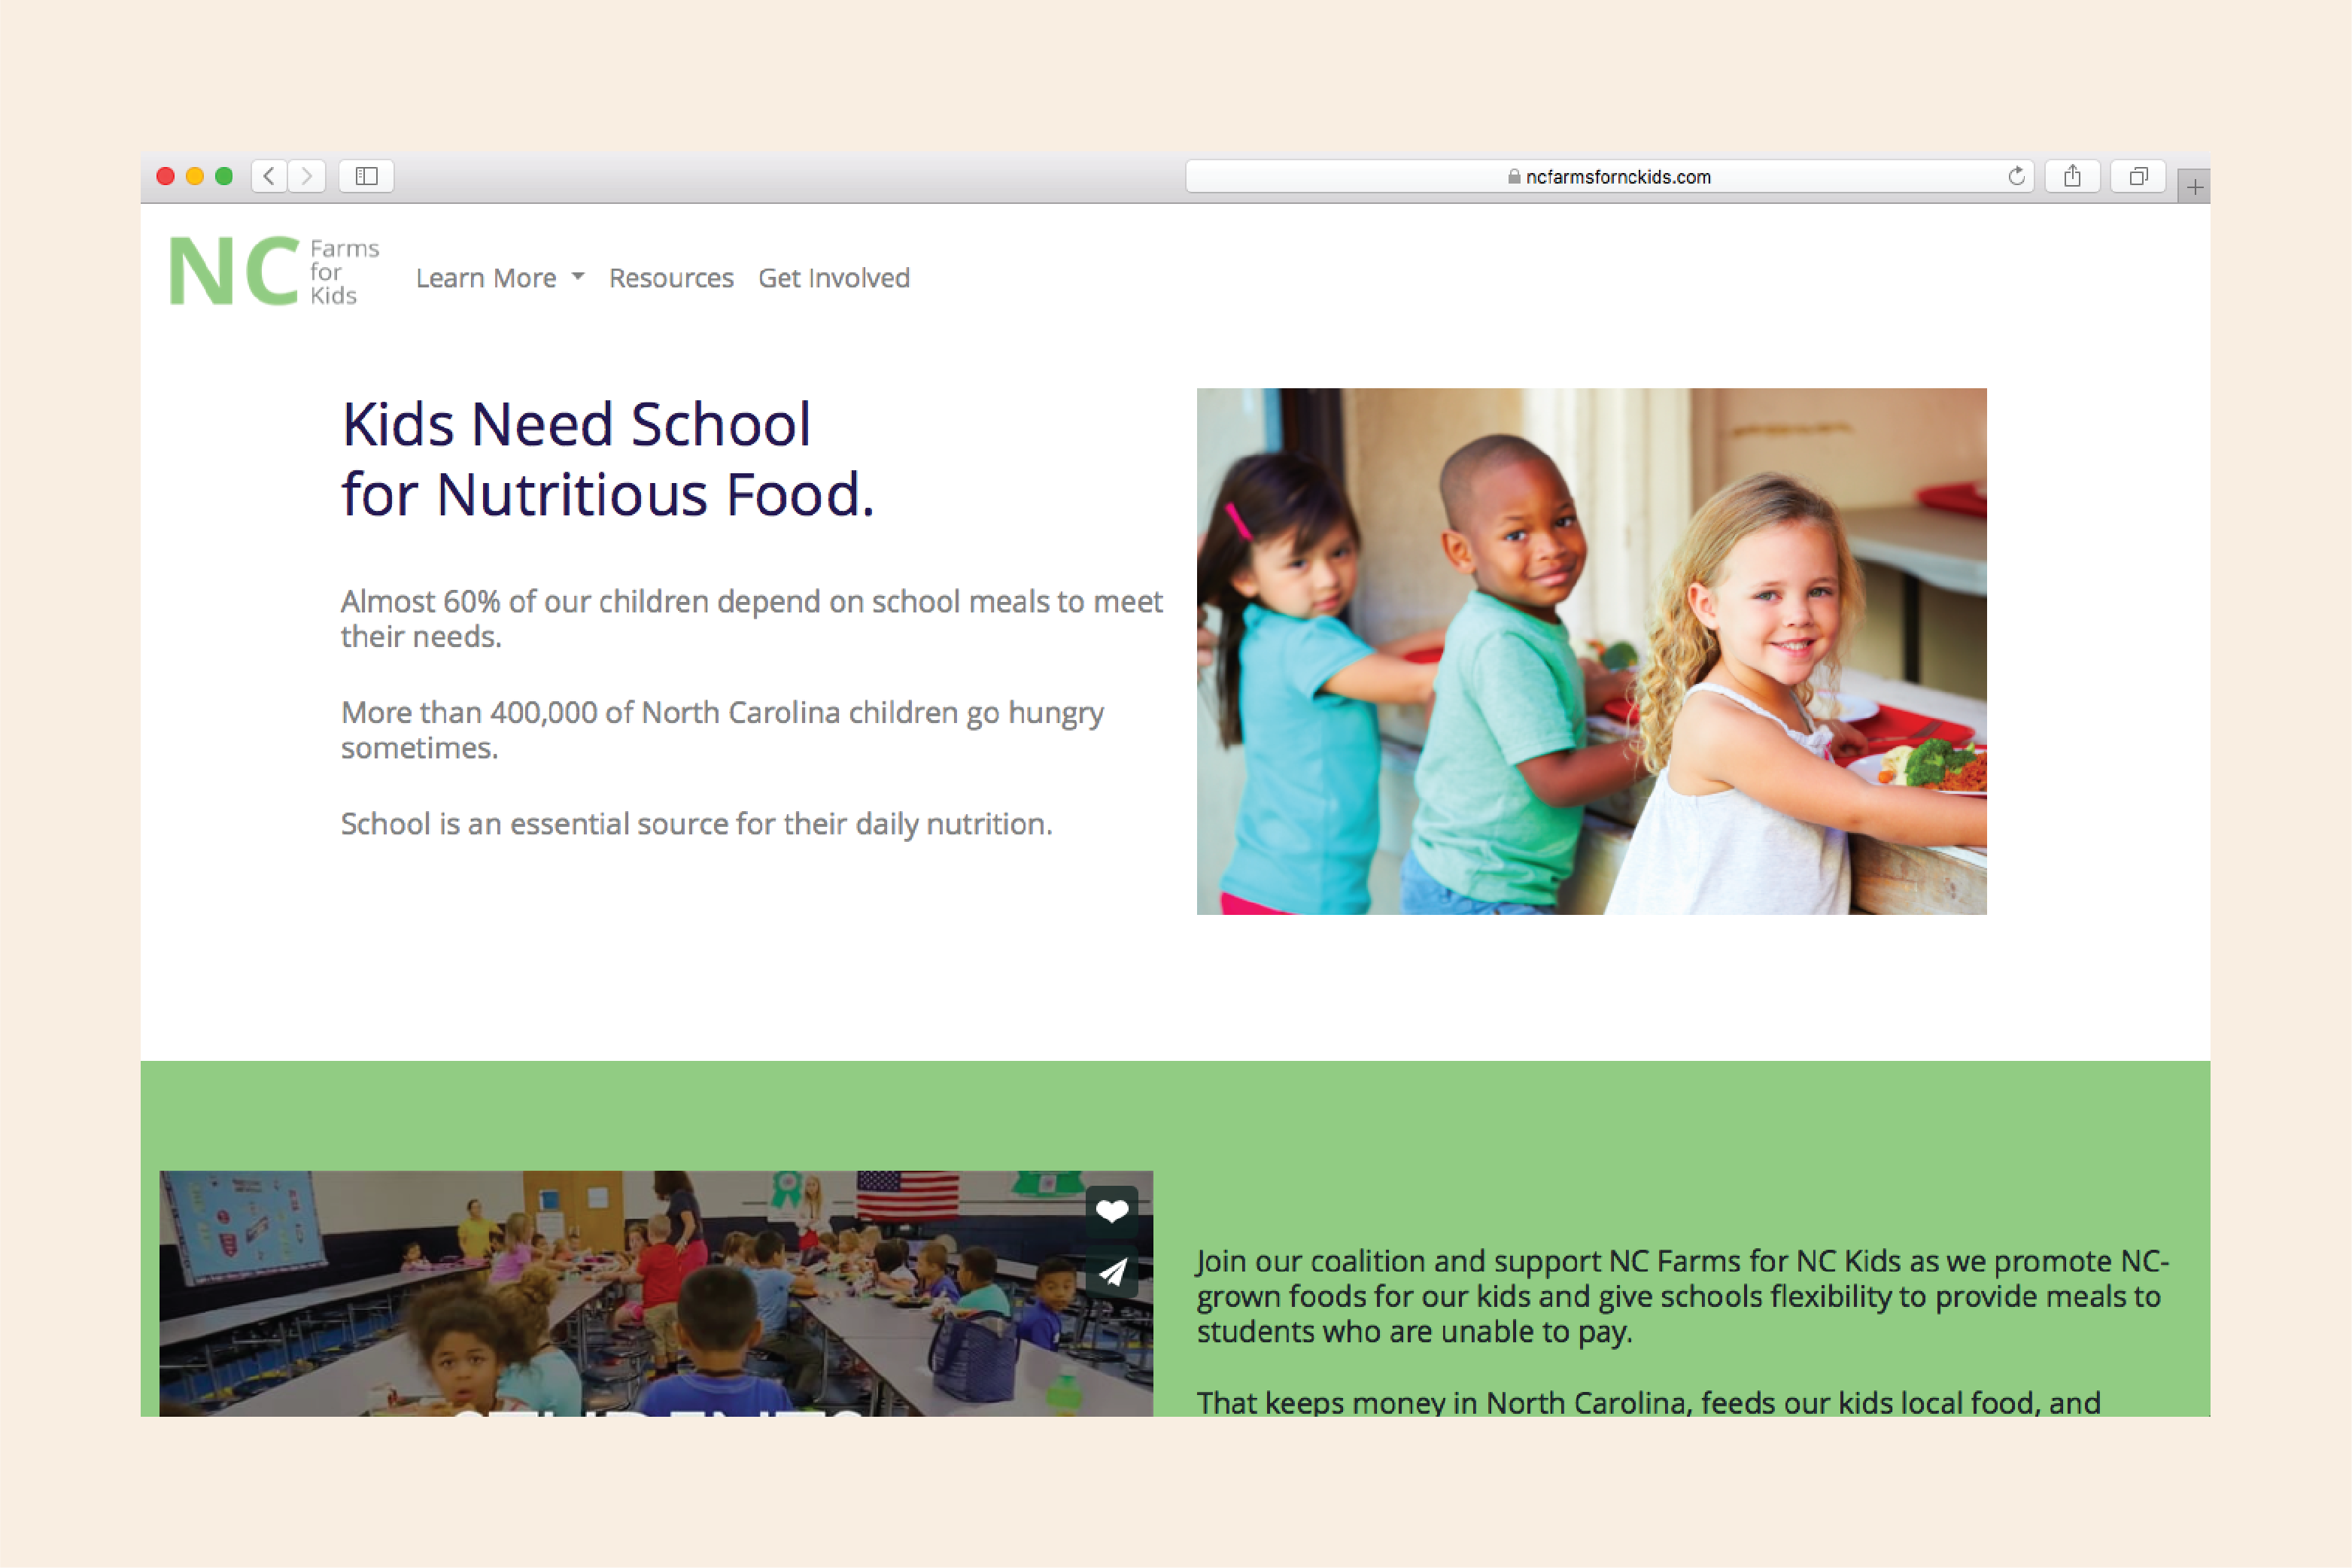 ncfarmsfornckids.com
NC
Farms
for
Kids
Learn More
Resources
Get Involved
Kids Need School
for Nutritious Food.
Almost 60% of our children depend on school meals to meet
their needs.
More than 400,000 of North Carolina children go hungry
sometimes.
School is an essential source for their daily nutrition.
Join our coalition and support NC Farms for NC Kids as we promote NC-
grown foods for our kids and give schools flexibility to provide meals to
students who are unable to pay.
That keeps money in North Carolina, feeds our kids local food, and
STUDENTS